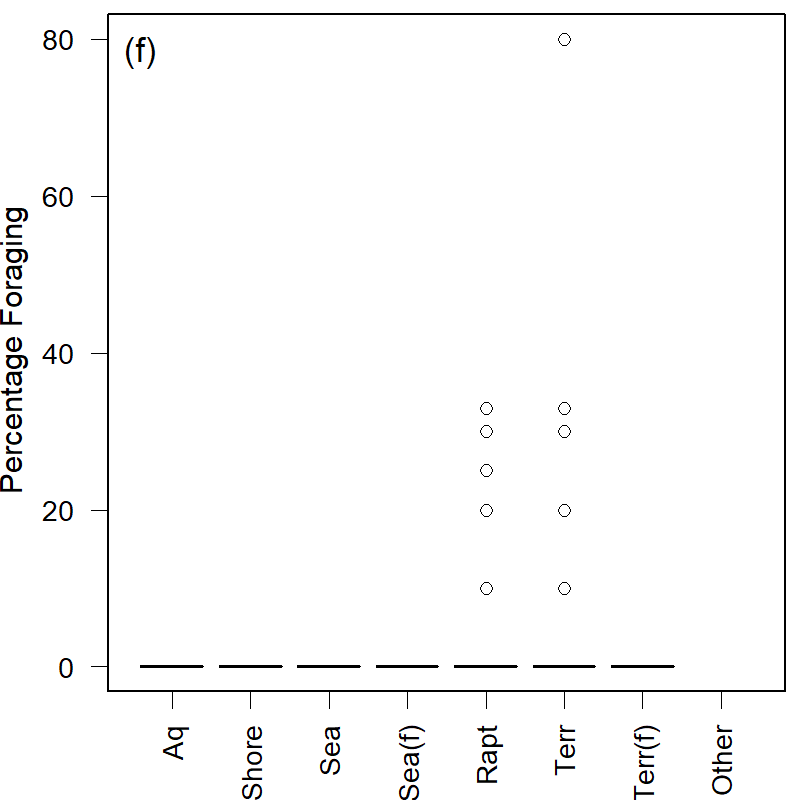 (f)
Percentage Foraging
80
60
40
20
0
Aq
Shore
Sea
Sea(f)
Rapt
Terr
Terr(f)
Other